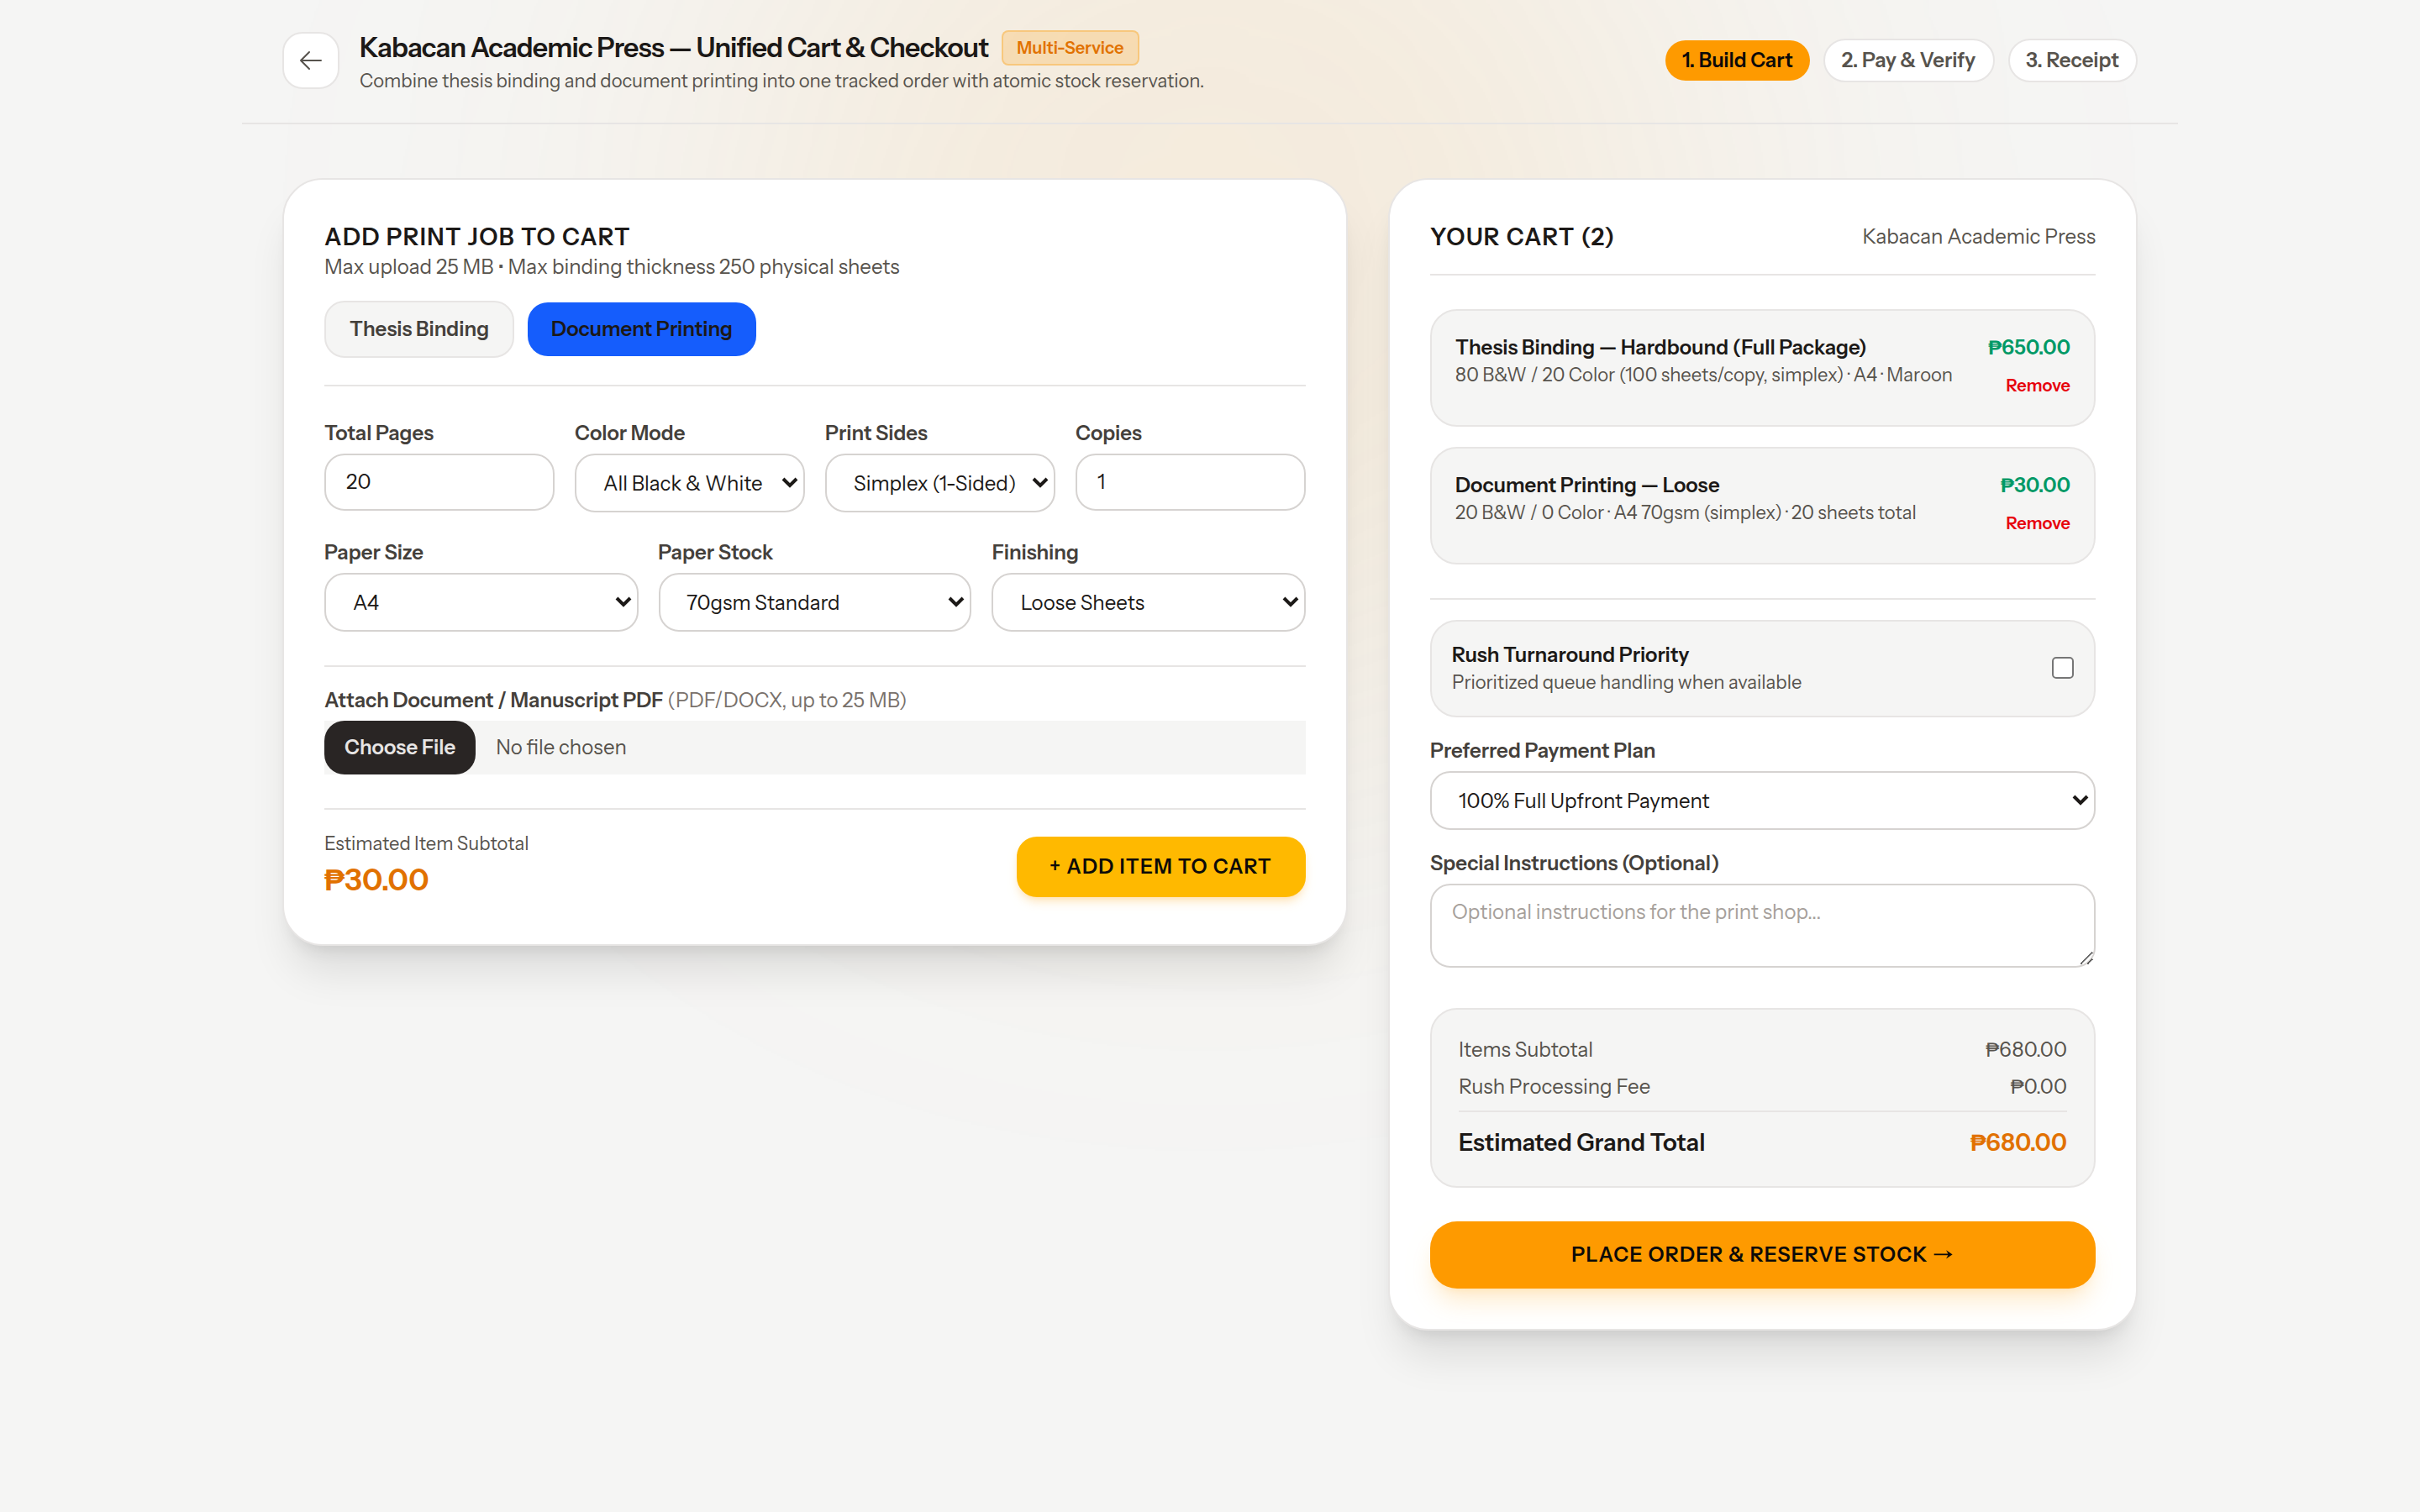 Kabacan Academic Press — Unified Cart & Checkout
Multi-Service
Combine thesis binding and document printing into one tracked order with atomic stock reservation.
1. Build Cart
2. Pay & Verify
3. Receipt
ADD PRINT JOB TO CART
Max upload 25 MB • Max binding thickness 250 physical sheets
Thesis Binding
Document Printing
Total Pages
Color Mode
Print Sides
Copies
20
All Black & White
Simplex (1-Sided)
1
Paper Size
Paper Stock
Finishing
A4
70gsm Standard
Loose Sheets
Attach Document / Manuscript PDF (PDF/DOCX, up to 25 MB)
Choose File
No file chosen
Estimated Item Subtotal
₱30.00
+ ADD ITEM TO CART
YOUR CART (2)
Kabacan Academic Press
Thesis Binding — Hardbound (Full Package)
₱650.00
80 B&W / 20 Color (100 sheets/copy, simplex) · A4 · Maroon
Remove
Document Printing — Loose
₱30.00
20 B&W / 0 Color · A4 70gsm (simplex) · 20 sheets total
Remove
Rush Turnaround Priority
Prioritized queue handling when available
Preferred Payment Plan
100% Full Upfront Payment
Special Instructions (Optional)
Optional instructions for the print shop...
Items Subtotal
₱680.00
Rush Processing Fee
₱0.00
Estimated Grand Total
₱680.00
PLACE ORDER & RESERVE STOCK →